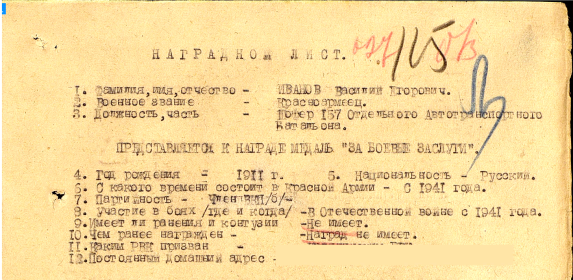 НАГРАДНОЙ ЛИСТ.
1. Фамилия,имя,отчество - ИВАНОВ Василий Егорович.
2. Военное звание - Красноармеец.
3. Должность,часть - Шофер 157 Отдельного Автотранспортного
Батальона.
ПРЕДСТАВЛЯЕТСЯ К НАГРАДЕ МЕДАЛЬ "ЗА БОЕВЫЕ ЗАСЛУГИ".
4. Год рождения - 1911 г. 5. Национальность - Русский.
6. С какого времени состоит в Красной Армии - С 1941 года.
7. Партийность - Член ВКП/б/-
8. Участие в боях /где и когда/ -В Отечественной войне с 1941 года.
9.Имеет ли ранения и контузии -Не имеет.
10.Чем ранее награжден -Наград не имеет.
11.Каким РВК призван -
12.Постоянный Домашний адрес -